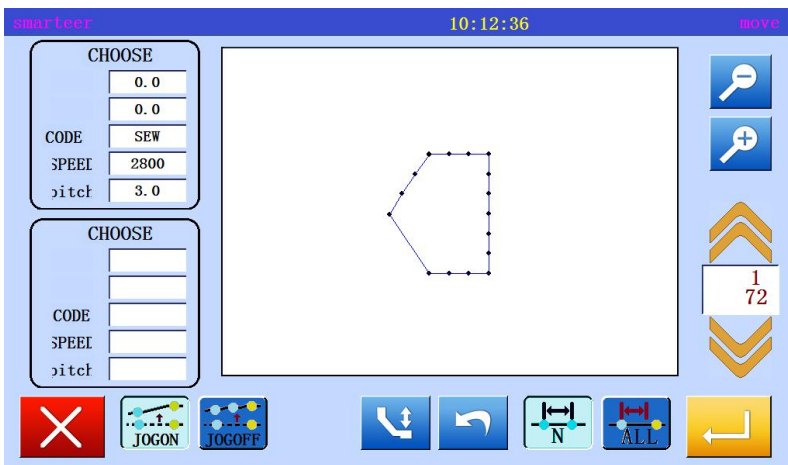 smarteer 10:12:36 move
CHOOSE
0.0
0.0
CODE SEW
SPEEI 2800
pitch 3.0
CHOOSE
CODE
SPEEI
pitch
1
72
JOGON JOGOFF N ALL